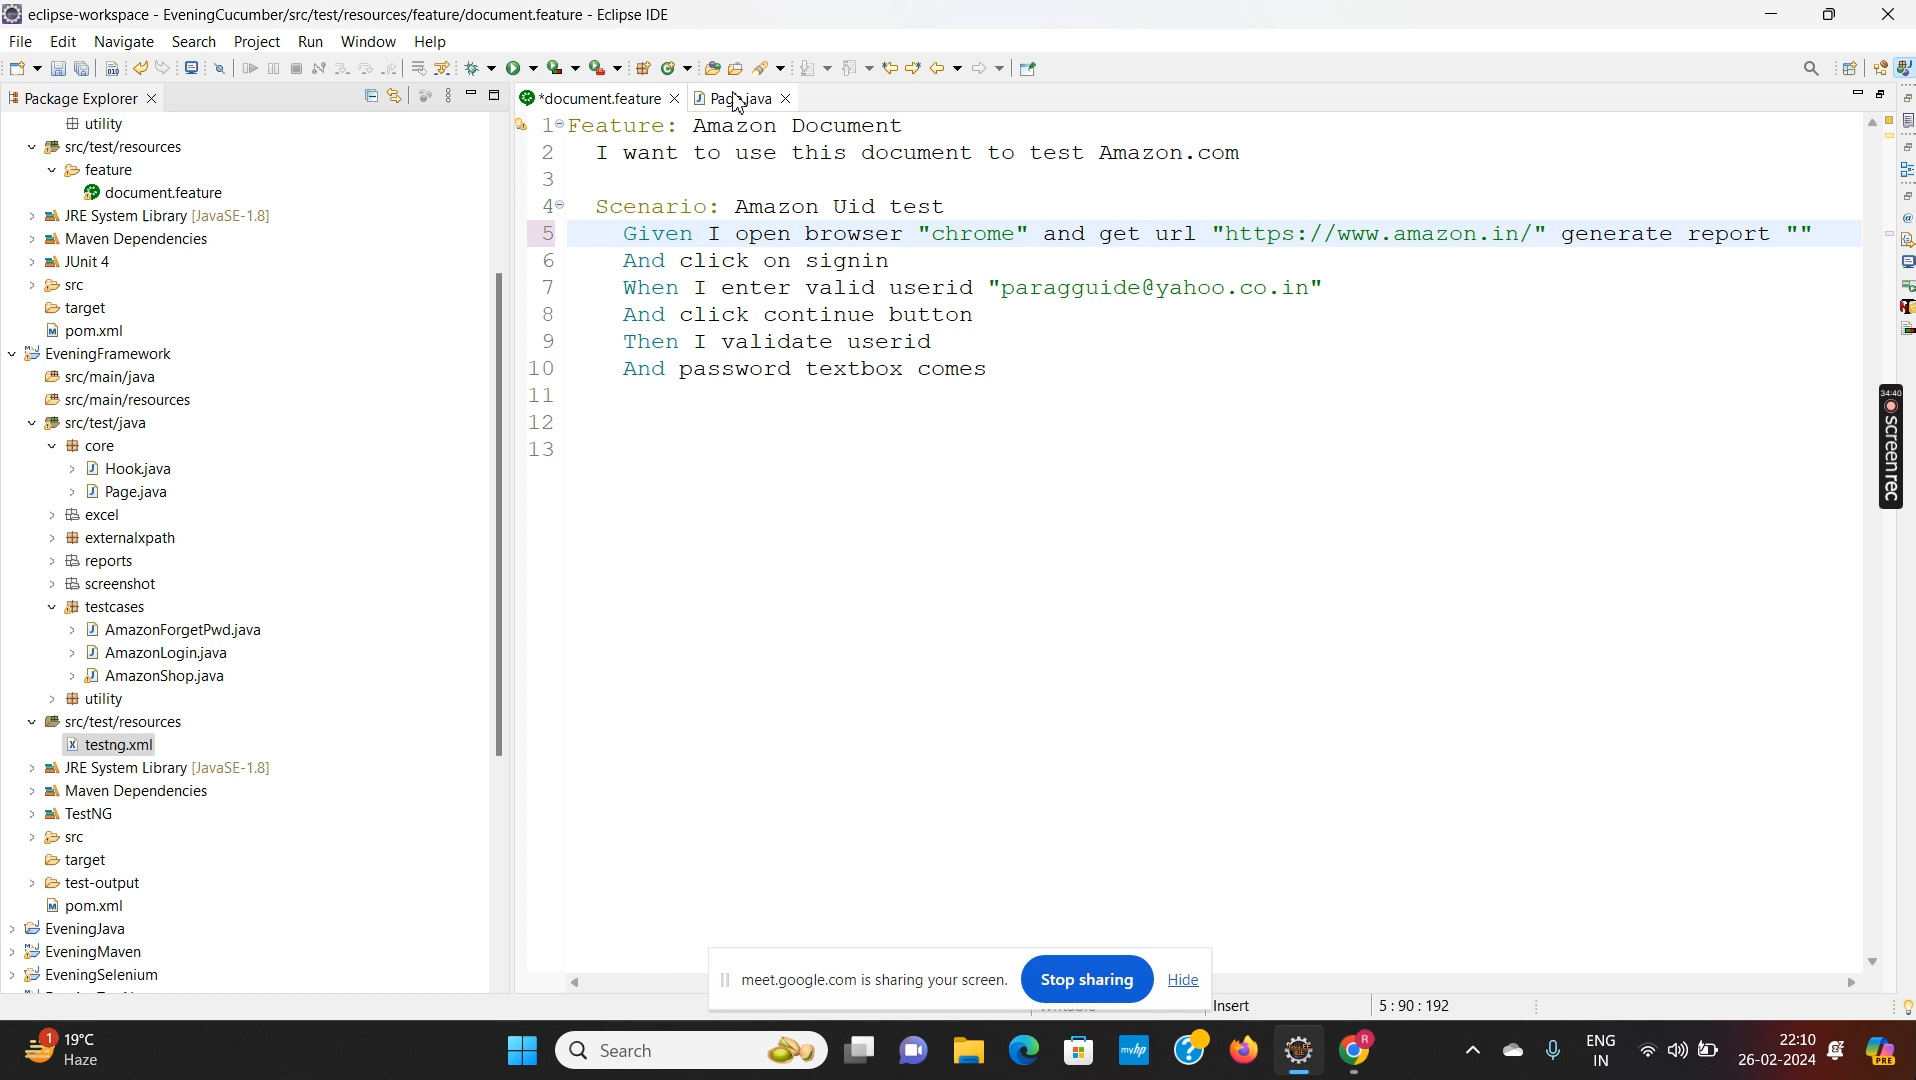 eclipse-workspace - EveningCucumber/src/test/resources/feature/document.feature - Eclipse IDE
File Edit Navigate Search Project Run Window Help
Package Explorer
utility
src/test/resources
feature
document.feature
JRE System Library [JavaSE-1.8]
Maven Dependencies
JUnit 4
src
target
pom.xml
EveningFramework
src/main/java
src/main/resources
src/test/java
core
Hook.java
Page.java
excel
externalxpath
reports
screenshot
testcases
AmazonForgetPwd.java
AmazonLogin.java
AmazonShop.java
utility
src/test/resources
testng.xml
JRE System Library [JavaSE-1.8]
Maven Dependencies
TestNG
src
target
test-output
pom.xml
EveningJava
EveningMaven
EveningSelenium
*document.feature Page.java
1 Feature: Amazon Document
2 I want to use this document to test Amazon.com
3
4 Scenario: Amazon Uid test
5 Given I open browser "chrome" and get url "https://www.amazon.in/" generate report ""
6 And click on signin
7 When I enter valid userid "paragguide@yahoo.co.in"
8 And click continue button
9 Then I validate userid
10 And password textbox comes
11
12
13
34:40
screenrec
meet.google.com is sharing your screen. Stop sharing Hide
Insert 5 : 90 : 192
1 19°C
Haze
Search
myhp
R
ENG
IN
22:10
26-02-2024
PRE